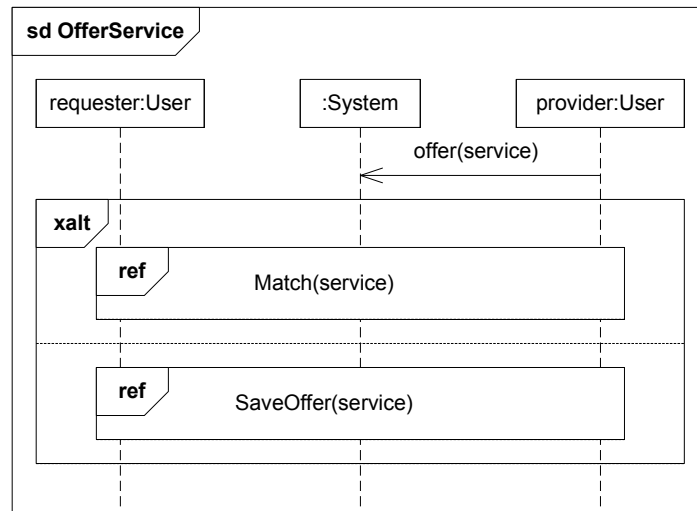 sd OfferService
requester:User
:System
provider:User
offer(service)
xalt
ref
Match(service)
ref
SaveOffer(service)